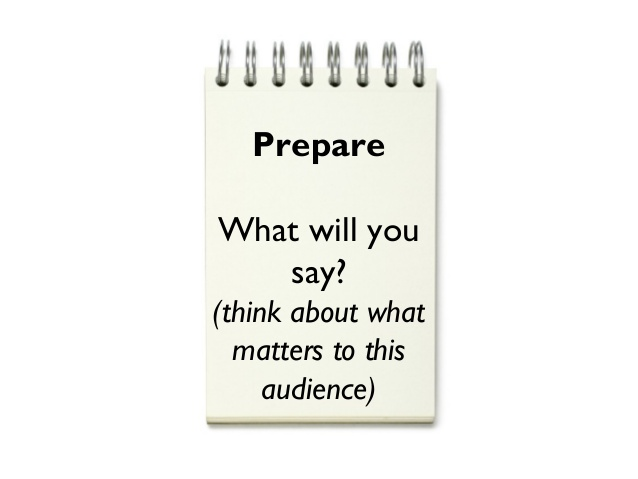 Prepare
What will you
say?
(think about what
matters to this
audience)